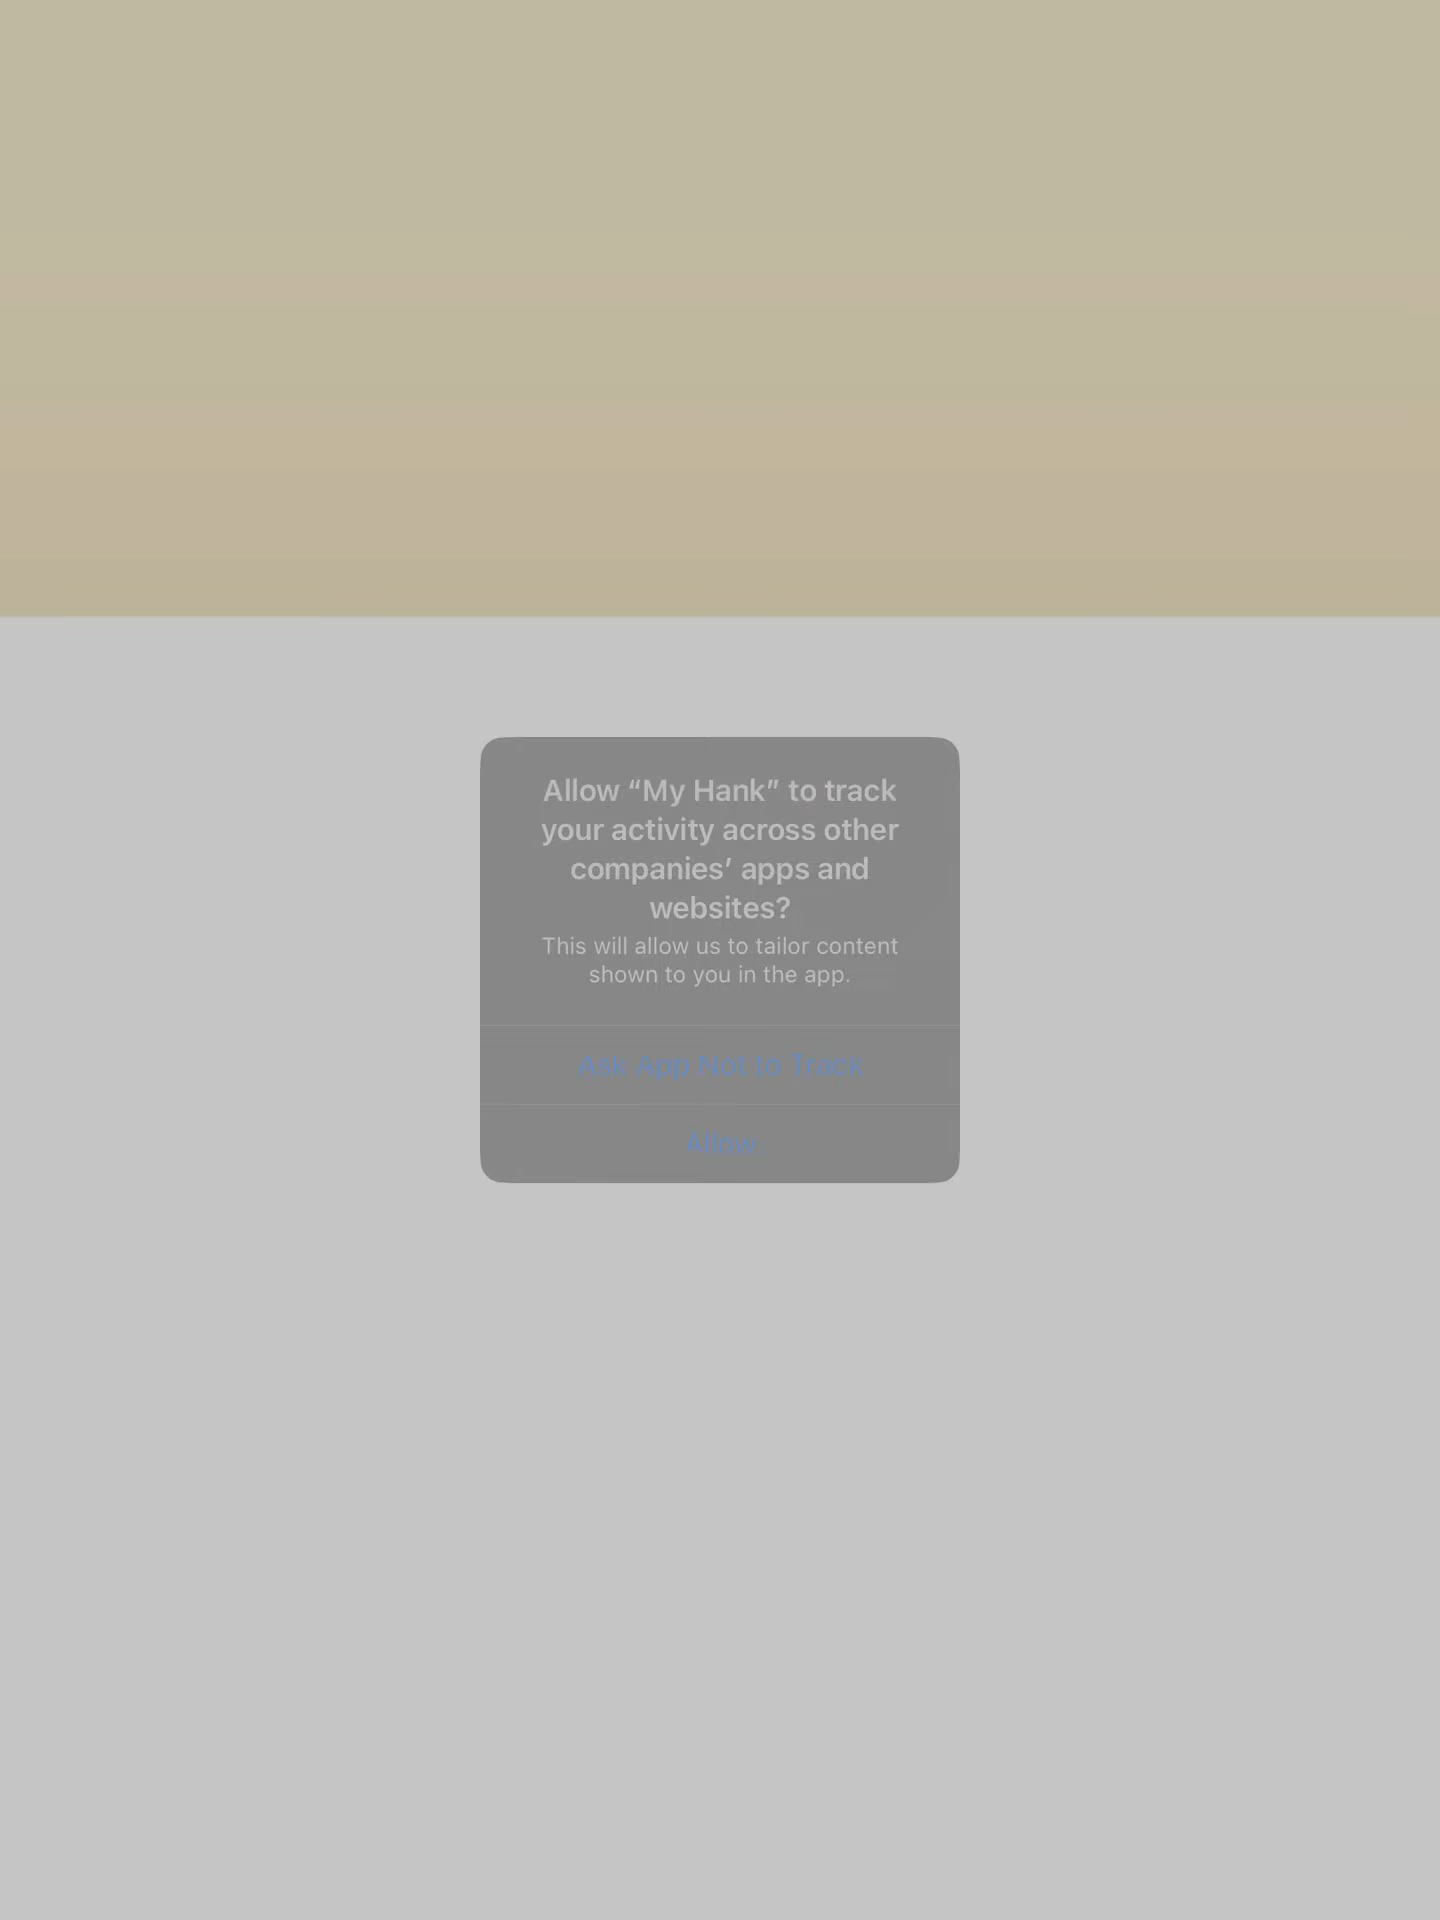 Allow “My Hank” to track
your activity across other
companies’ apps and
websites?
This will allow us to tailor content
shown to you in the app.
Ask App Not to Track
Allow